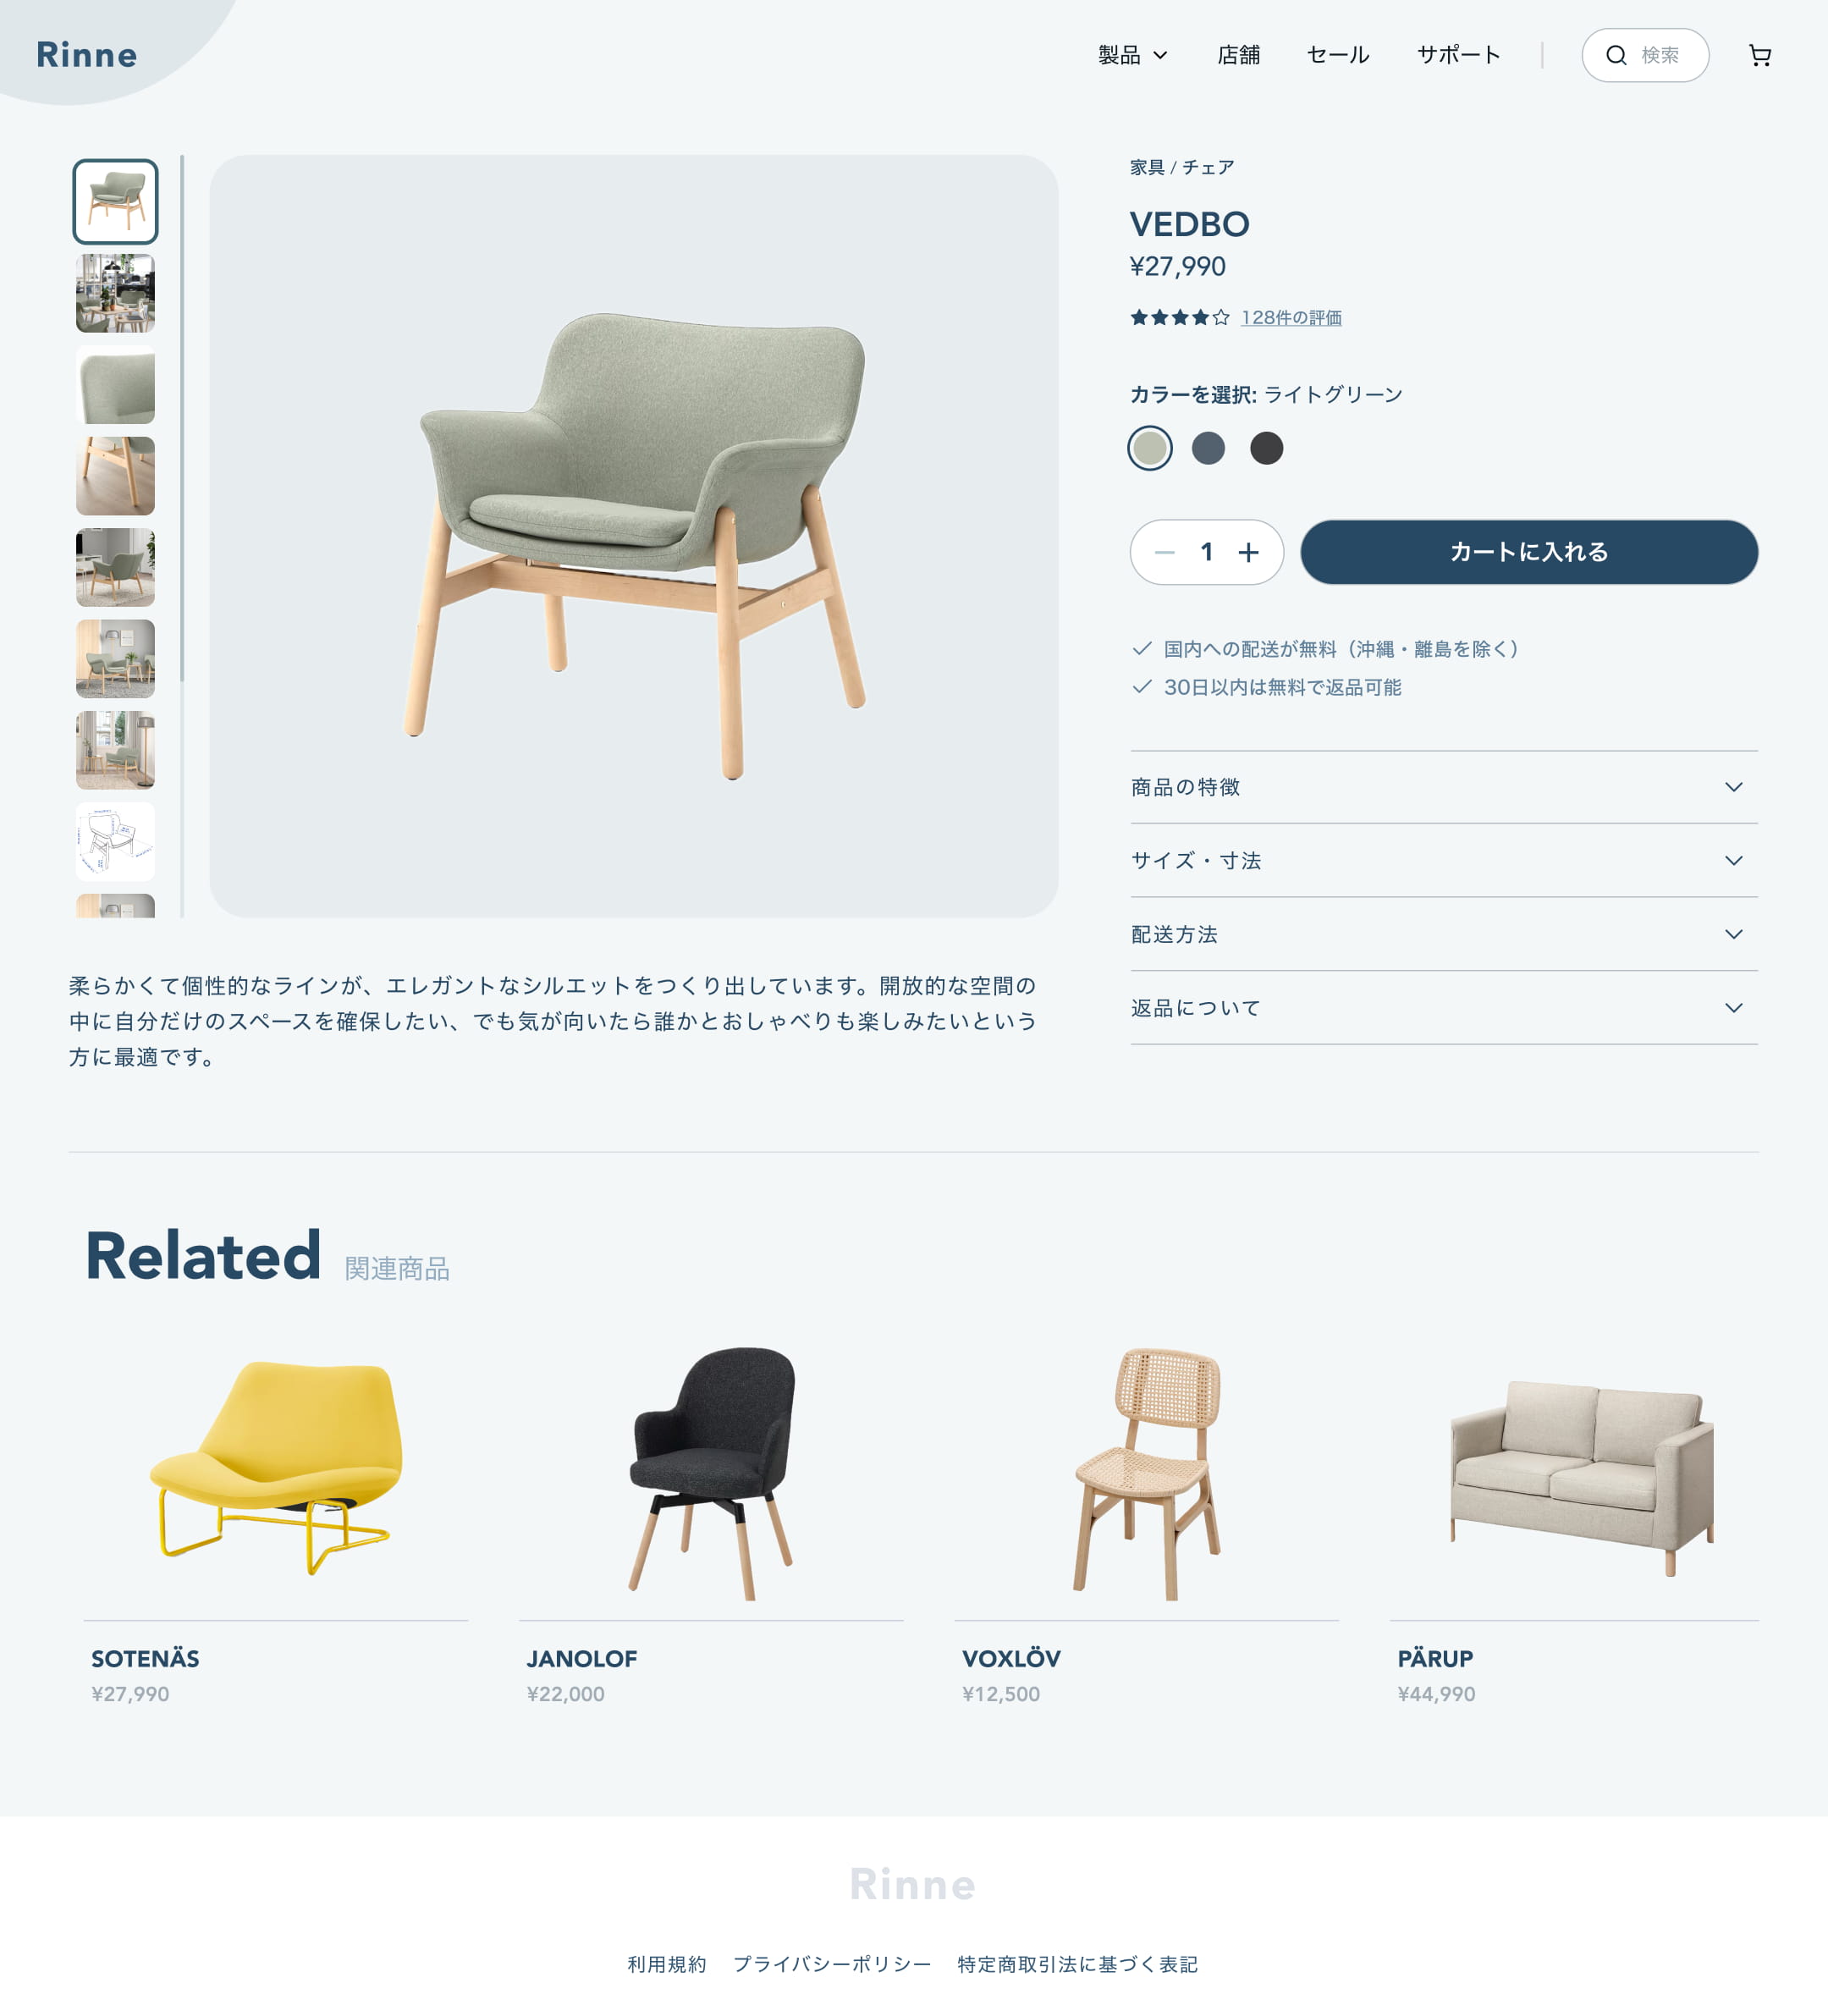 Rinne
製品
店舗
セール
サポート
検索
家具 / チェア
VEDBO
¥27,990
128件の評価
カラーを選択: ライトグリーン
1
カートに入れる
国内への配送が無料（沖縄・離島を除く）
30日以内は無料で返品可能
商品の特徴
サイズ・寸法
配送方法
返品について
柔らかくて個性的なラインが、エレガントなシルエットをつくり出しています。開放的な空間の
中に自分だけのスペースを確保したい、でも気が向いたら誰かとおしゃべりも楽しみたいという
方に最適です。
Related 関連商品
SOTENÄS
¥27,990
JANOLOF
¥22,000
VOXLÖV
¥12,500
PÄRUP
¥44,990
Rinne
利用規約 プライバシーポリシー 特定商取引法に基づく表記